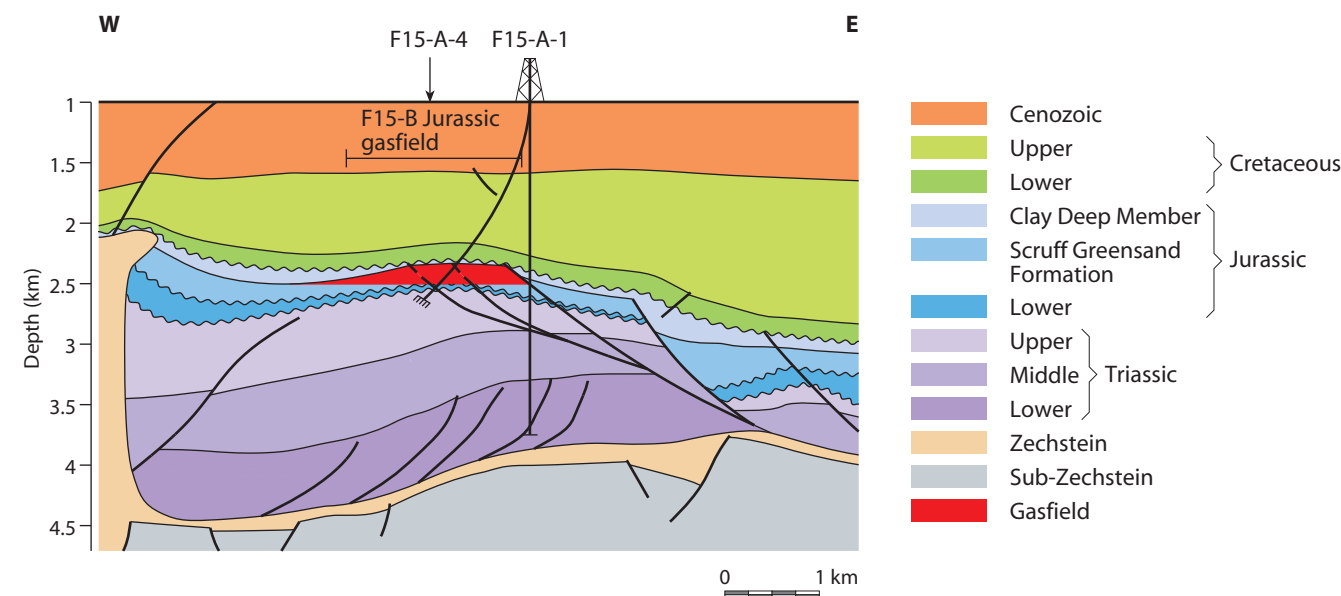 W
E
F15-A-4
F15-A-1
F15-B Jurassic
gasfield
Depth (km)
1
1.5
2
2.5
3
3.5
4
4.5
0
1 km
Cenozoic
Upper
Lower
Cretaceous
Clay Deep Member
Scruff Greensand
Formation
Lower
Jurassic
Upper
Middle
Lower
Triassic
Zechstein
Sub-Zechstein
Gasfield